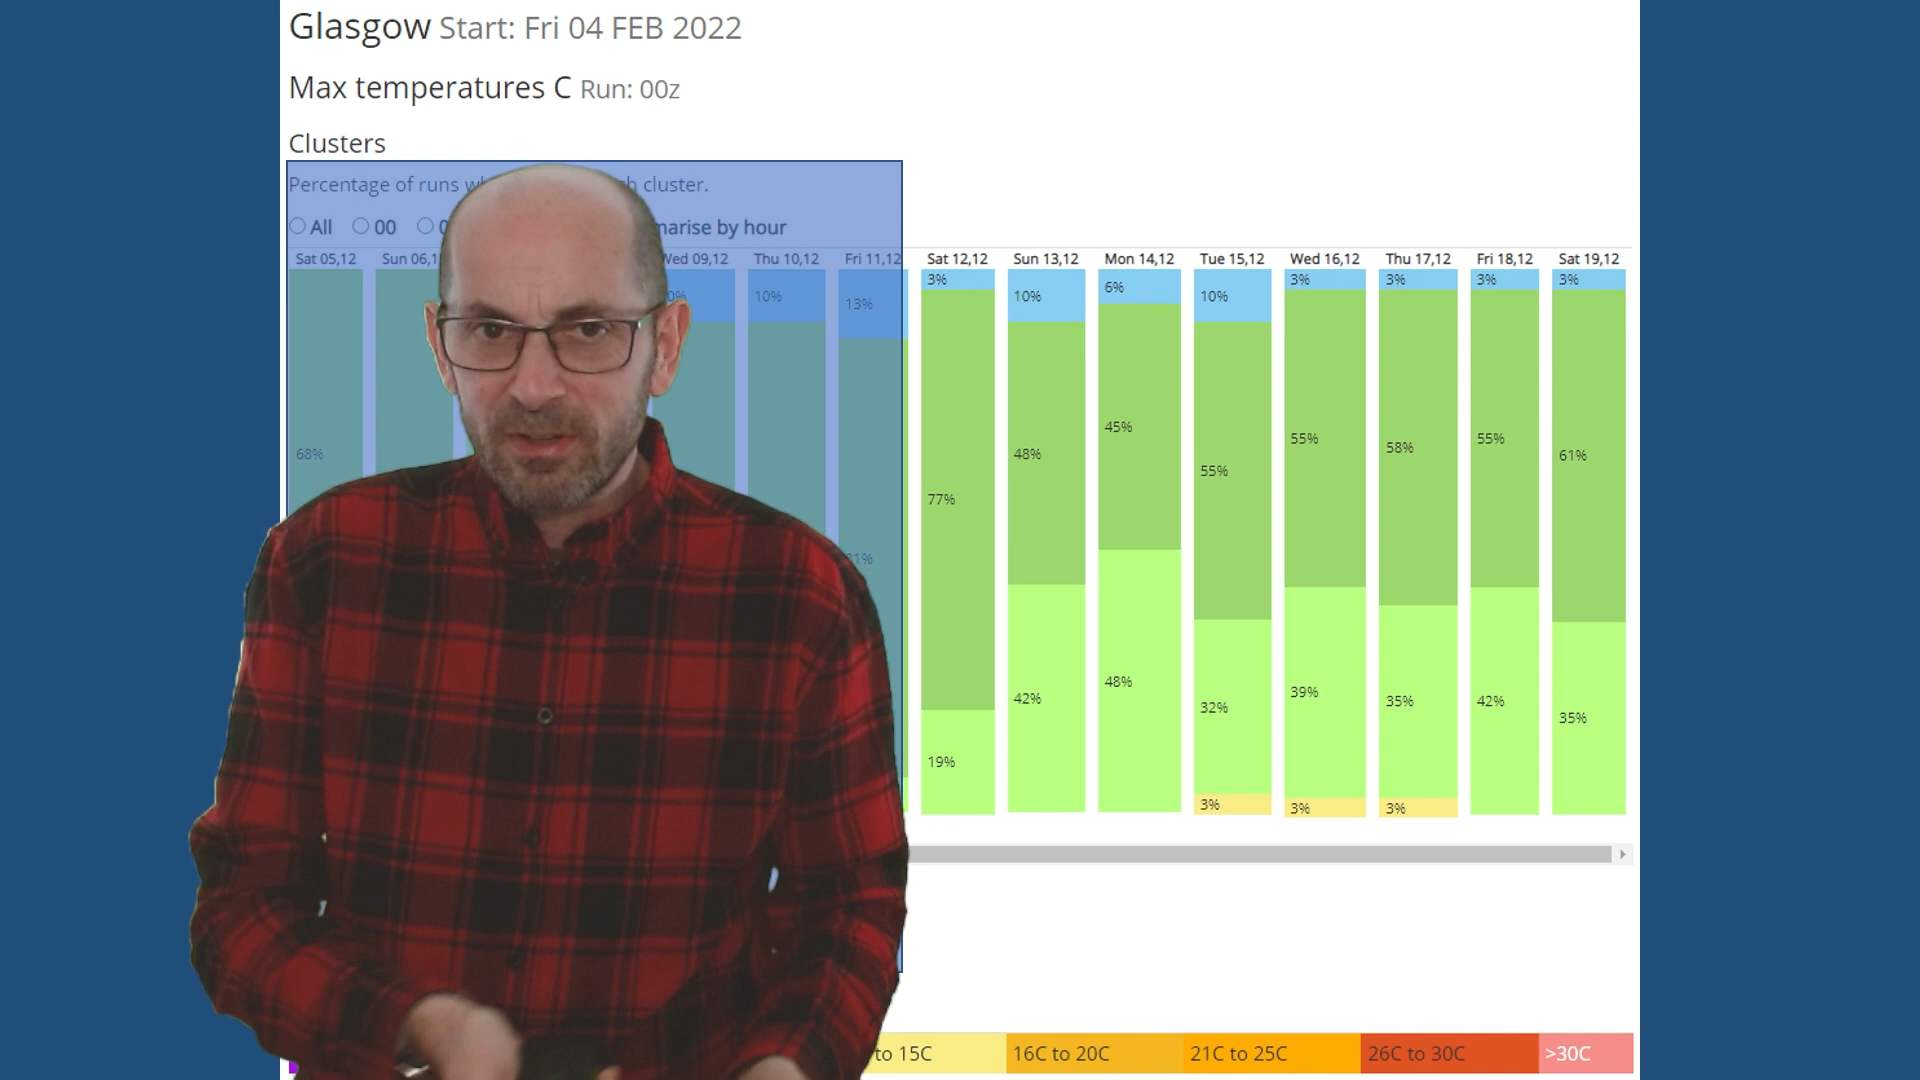 Glasgow Start: Fri 04 FEB 2022
Max temperatures C Run: 00z
Clusters
Percentage of runs cluster.
All 00 by hour
Sat 05,12 Sun Wed 09,12 Thu 10,12 Fri 11,12 Sat 12,12 Sun 13,12 Mon 14,12 Tue 15,12 Wed 16,12 Thu 17,12 Fri 18,12 Sat 19,12
10% 13% 3% 10% 6% 10% 3% 3% 3% 3%
68% 77% 48% 45% 55% 55% 58% 55% 61%
19% 42% 48% 32% 39% 35% 42% 35%
3% 3% 3%
to 15C 16C to 20C 21C to 25C 26C to 30C >30C